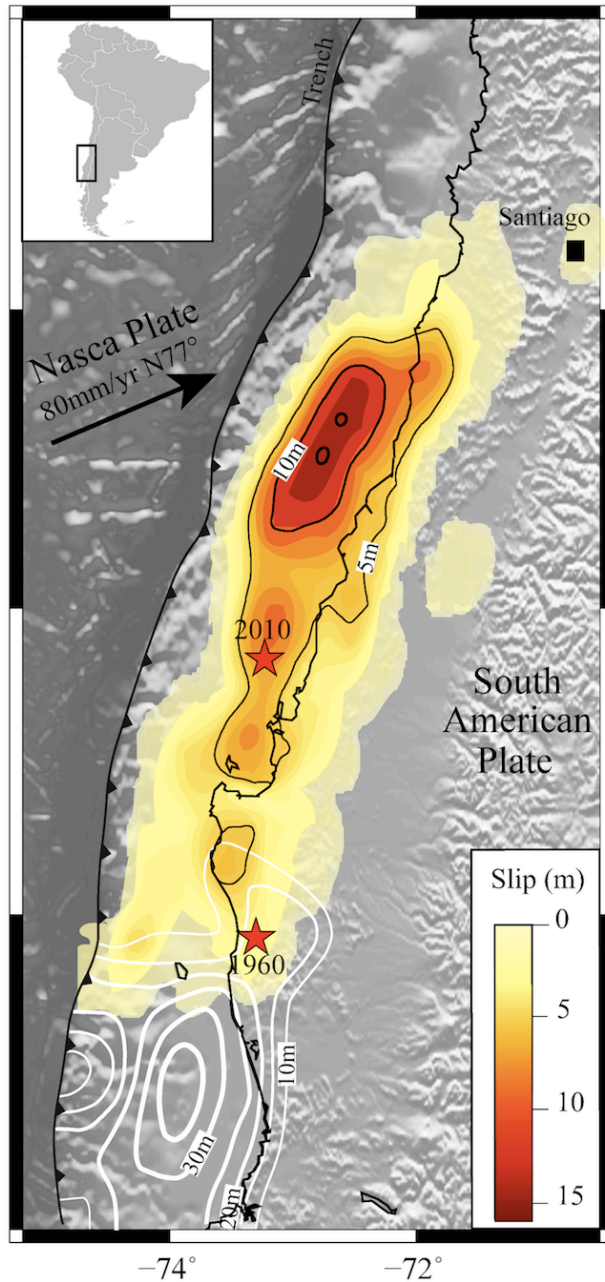 Trench
Santiago
Nasca Plate
80mm/yr N77°
10m
5m
2010
South
American
Plate
Slip (m)
0
5
10
15
1960
10m
30m
20m
−74
−72